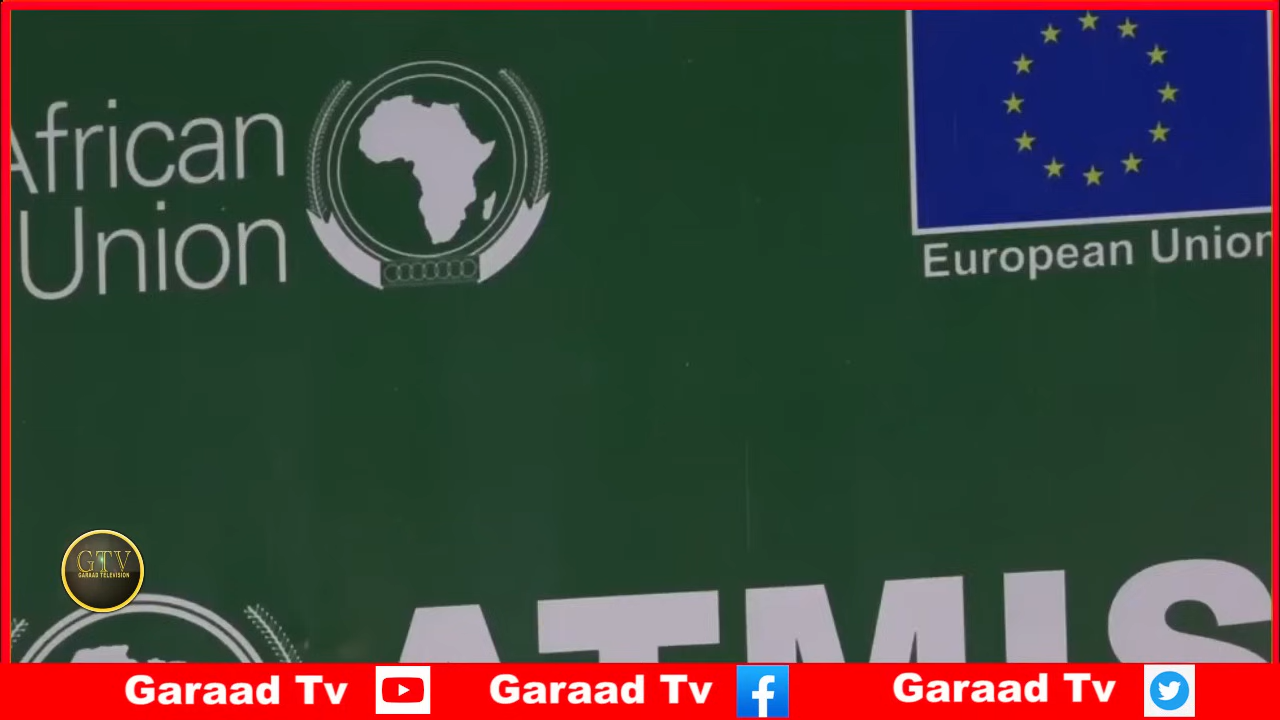 African
Union
European Union
GTV
GARAAD TELEVISION
ATMIS
Garaad Tv
Garaad Tv
Garaad Tv